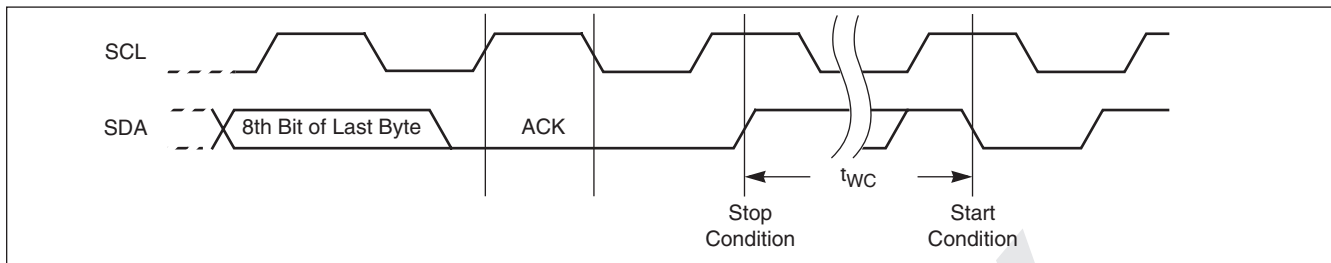 SCL
SDA
8th Bit of Last Byte
ACK
tWC
Stop
Condition
Start
Condition